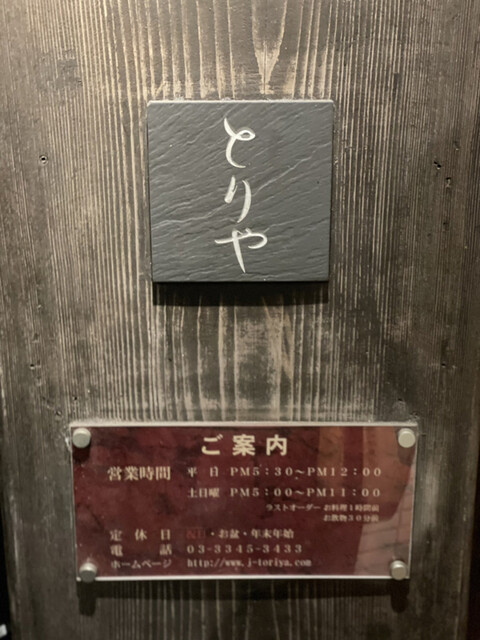 とりや
ご案内
営業時間 平日 PM5:30〜PM12:00
土日曜 PM5:00〜PM11:00
ラストオーダー お料理1時間前
お飲物30分前
定休日 ・お盆・年末年始
電話 03-3345-3433
ホームページ http://www.j-toriya.com